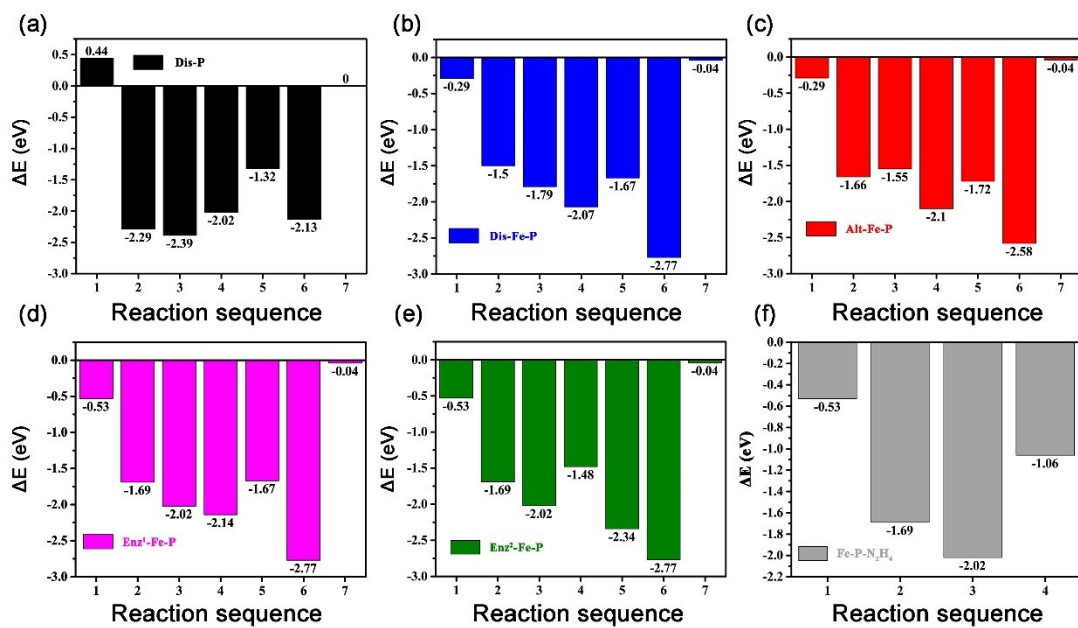 (a)
0.44
Dis-P
0
-2.29
-2.39
-2.02
-1.32
-2.13
0.5
0.0
-0.5
-1.0
-1.5
-2.0
-2.5
-3.0
ΔE (eV)
1 2 3 4 5 6 7
Reaction sequence
(b)
0.0
-0.5
-1.0
-1.5
-2.0
-2.5
-3.0
ΔE (eV)
-0.29
-1.5
-1.79
-2.07
-1.67
-2.77
-0.04
Dis-Fe-P
1 2 3 4 5 6 7
Reaction sequence
(c)
0.0
-0.5
-1.0
-1.5
-2.0
-2.5
-3.0
ΔE (eV)
-0.29
-1.66
-1.55
-2.1
-1.72
-2.58
-0.04
Alt-Fe-P
1 2 3 4 5 6 7
Reaction sequence
(d)
0.0
-0.5
-1.0
-1.5
-2.0
-2.5
-3.0
ΔE (eV)
-0.53
-1.69
-2.02
-2.14
-1.67
-2.77
-0.04
Enz¹-Fe-P
1 2 3 4 5 6 7
Reaction sequence
(e)
0.0
-0.5
-1.0
-1.5
-2.0
-2.5
-3.0
ΔE (eV)
-0.53
-1.69
-2.02
-1.48
-2.34
-2.77
-0.04
Enz²-Fe-P
1 2 3 4 5 6 7
Reaction sequence
(f)
0.0
-0.2
-0.4
-0.6
-0.8
-1.0
-1.2
-1.4
-1.6
-1.8
-2.0
-2.2
ΔE (eV)
-0.53
-1.69
-2.02
-1.06
Fe-P-N₂H₄
1 2 3 4
Reaction sequence